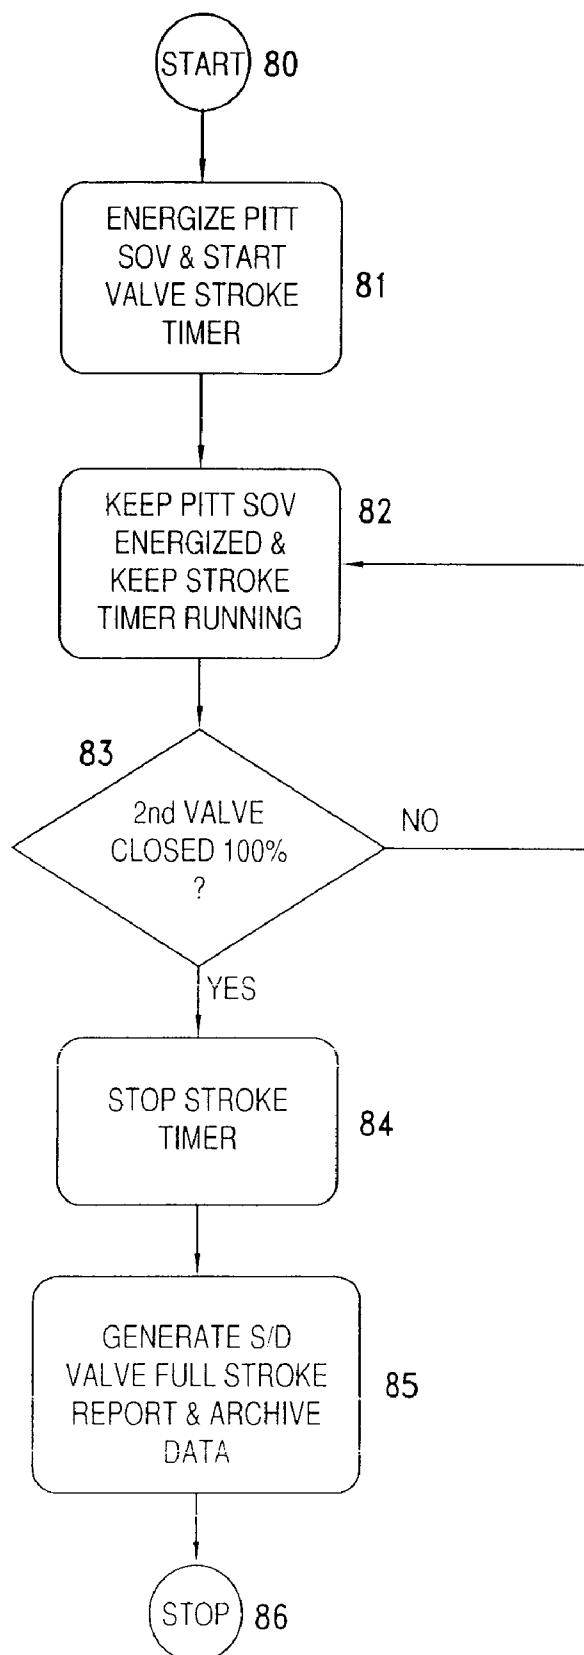 START 80
ENERGIZE PITT
SOV & START
VALVE STROKE
TIMER
81
KEEP PITT SOV
ENERGIZED &
KEEP STROKE
TIMER RUNNING
82
83
2nd VALVE
CLOSED 100%
?
NO
YES
STOP STROKE
TIMER
84
GENERATE S/D
VALVE FULL STROKE
REPORT & ARCHIVE
DATA
85
STOP 86